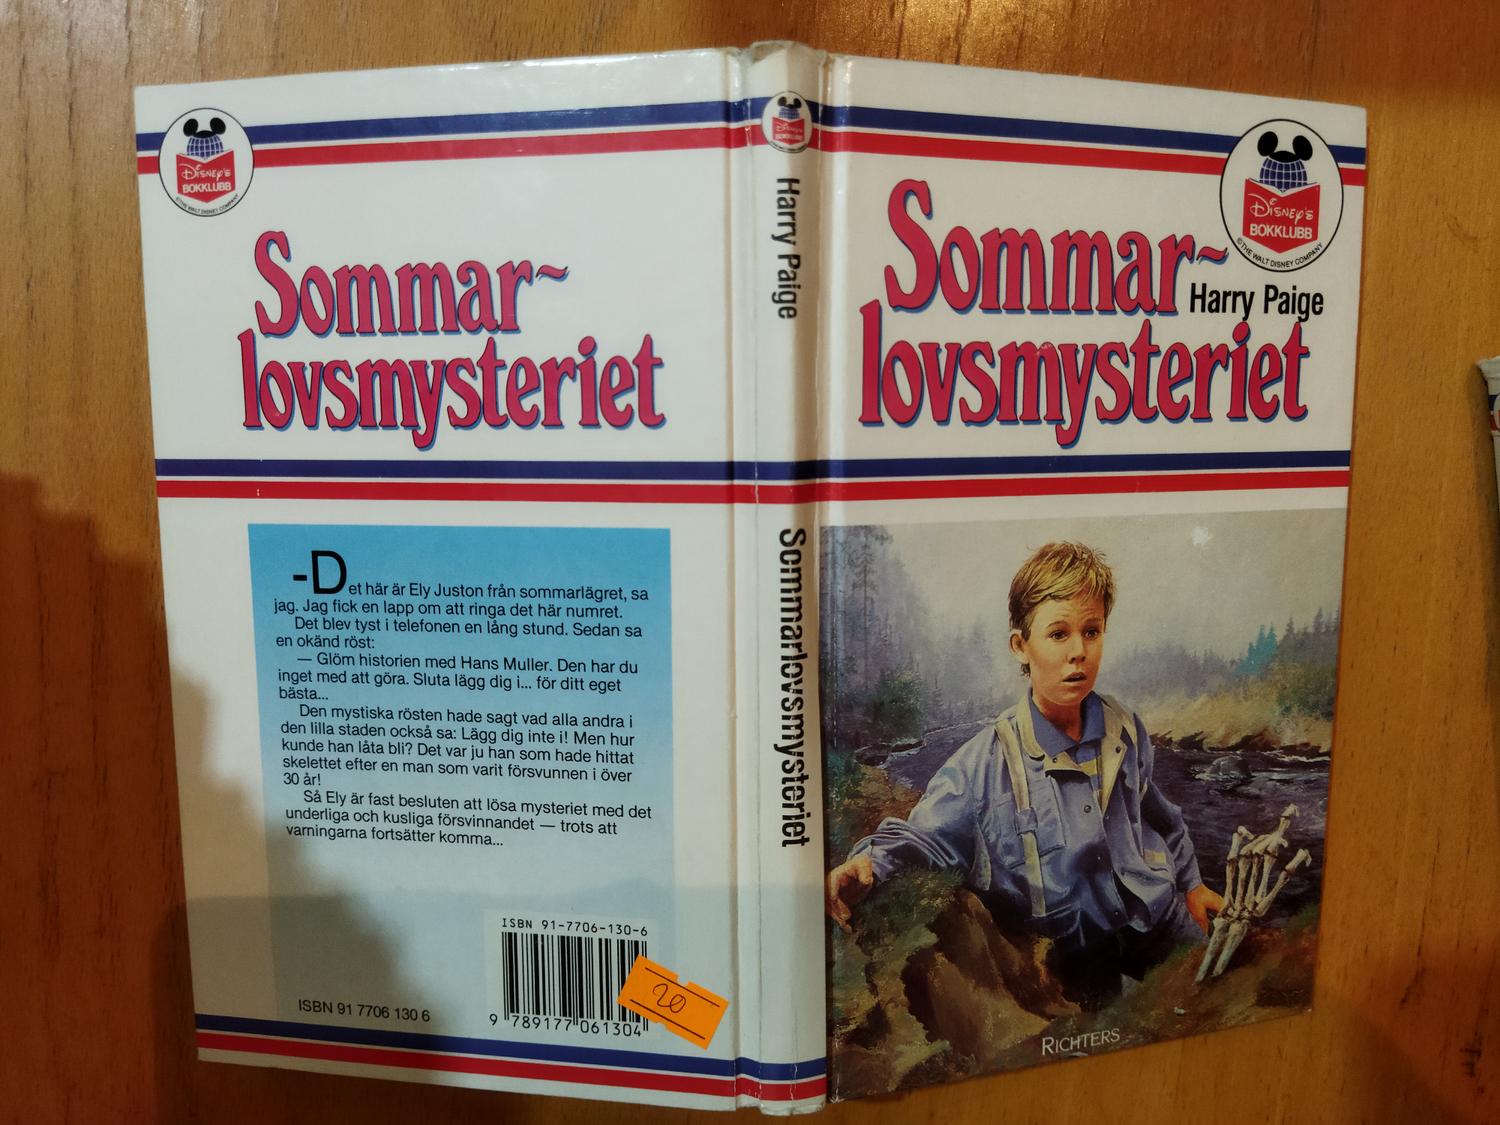 DISNEY'S
BOKKLUBB
©THE WALT DISNEY COMPANY
Sommar~
lovsmysteriet
-Det här är Ely Juston från sommarlägret, sa
jag. Jag fick en lapp om att ringa det här numret.
Det blev tyst i telefonen en lång stund. Sedan sa
en okänd röst:
— Glöm historien med Hans Muller. Den har du
inget med att göra. Sluta lägg dig i... för ditt eget
bästa...
Den mystiska rösten hade sagt vad alla andra i
den lilla staden också sa: Lägg dig inte i! Men hur
kunde han låta bli? Det var ju han som hade hittat
skelettet efter en man som varit försvunnen i över
30 år!
Så Ely är fast besluten att lösa mysteriet med det
underliga och kusliga försvinnandet — trots att
varningarna fortsätter komma...
ISBN 91-7706-130-6
9 789177 061304
20
ISBN 91 7706 130 6
DISNEY'S
BOKKLUBB
Harry Paige
Sommarlovsmysteriet
DISNEY'S
BOKKLUBB
©THE WALT DISNEY COMPANY
Sommar~
Harry Paige
lovsmysteriet
RICHTERS